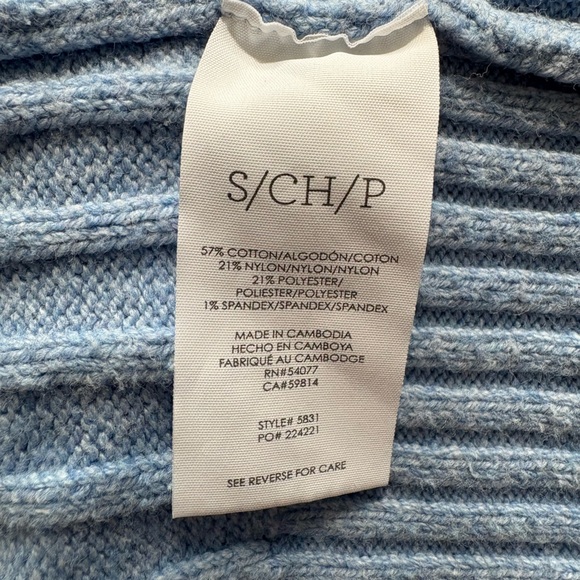 S/CH/P
57% COTTON/ALGODÓN/COTON
21% NYLON/NYLON/NYLON
21% POLYESTER/
POLIESTER/POLYESTER
1% SPANDEX/SPANDEX/SPANDEX
MADE IN CAMBODIA
HECHO EN CAMBOYA
FABRIQUÉ AU CAMBODGE
RN#54077
CA#59814
STYLE# 5831
PO# 224221
SEE REVERSE FOR CARE